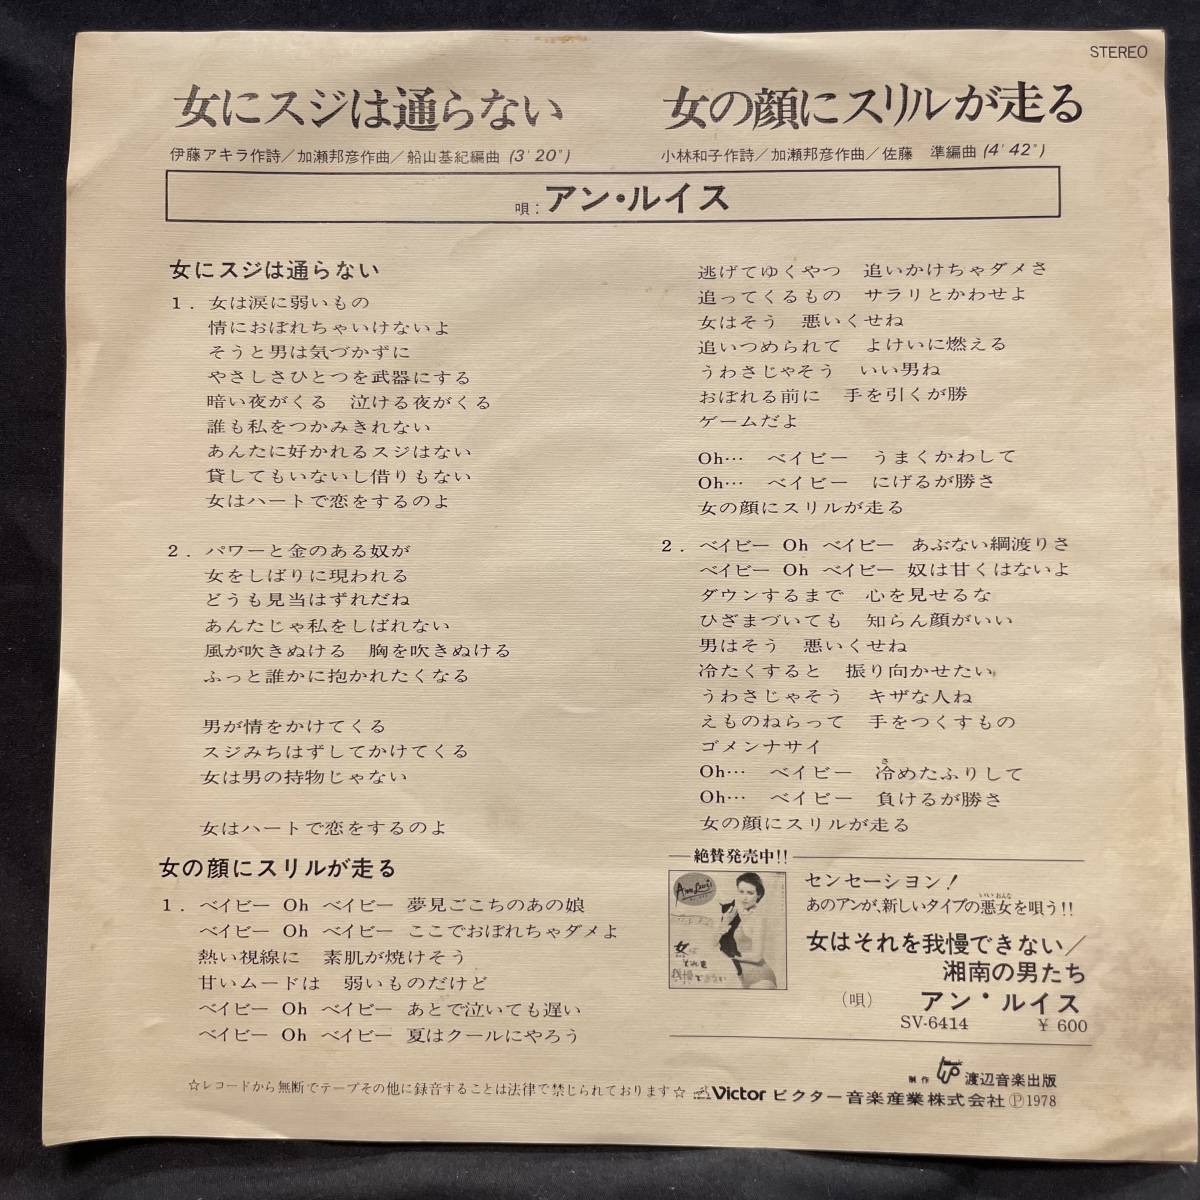 STEREO
女にスジは通らない
伊藤アキラ作詩/加瀬邦彦作曲/船山基紀編曲 (3' 20")
女の顔にスリルが走る
小林和子作詩/加瀬邦彦作曲/佐藤 準編曲 (4' 42")
唄：アン・ルイス
女にスジは通らない
1．女は涙に弱いもの
情におぼれちゃいけないよ
そうと男は気づかずに
やさしさひとつを武器にする
暗い夜がくる 泣ける夜がくる
誰も私をつかみきれない
あんたに好かれるスジはない
貸してもいないし借りもない
女はハートで恋をするのよ
2．パワーと金のある奴が
女をしばりに現われる
どうも見当はずれだね
あんたじゃ私をしばれない
風が吹きぬける 胸を吹きぬける
ふっと誰かに抱かれたくなる
男が情をかけてくる
スジみちはずしてかけてくる
女は男の持物じゃない
女はハートで恋をするのよ
女の顔にスリルが走る
1．ベイビー Oh ベイビー 夢見ごこちのあの娘
ベイビー Oh ベイビー ここでおぼれちゃダメよ
熱い視線に 素肌が焼けそう
甘いムードは 弱いものだけど
ベイビー Oh ベイビー あとで泣いても遅い
ベイビー Oh ベイビー 夏はクールにやろう
逃げてゆくやつ 追いかけちゃダメさ
追ってくるもの サラリとかわせよ
女はそう 悪いくせね
追いつめられて よけいに燃える
うわさじゃそう いい男ね
おぼれる前に 手を引くが勝
ゲームだよ
Oh… ベイビー うまくかわして
Oh… ベイビー にげるが勝さ
女の顔にスリルが走る
2．ベイビー Oh ベイビー あぶない綱渡りさ
ベイビー Oh ベイビー 奴は甘くはないよ
ダウンするまで 心を見せるな
ひざまづいても 知らん顔がいい
男はそう 悪いくせね
冷たくすると 振り向かせたい
うわさじゃそう キザな人ね
えものねらって 手をつくすもの
ゴメンナサイ
Oh… ベイビー 冷めたふりして
Oh… ベイビー 負けるが勝さ
女の顔にスリルが走る
絶賛発売中!!
Ann Lewis
女はそれを我慢できない
センセーション！
あのアンが、新しいタイプの悪女を唄う!!
女はそれを我慢できない/
湘南の男たち
（唄） アン・ルイス
SV-6414 ￥600
☆レコードから無断でテープその他に録音することは法律で禁じられております☆
制作 渡辺音楽出版
Victor ビクター音楽産業株式会社 Ⓟ1978